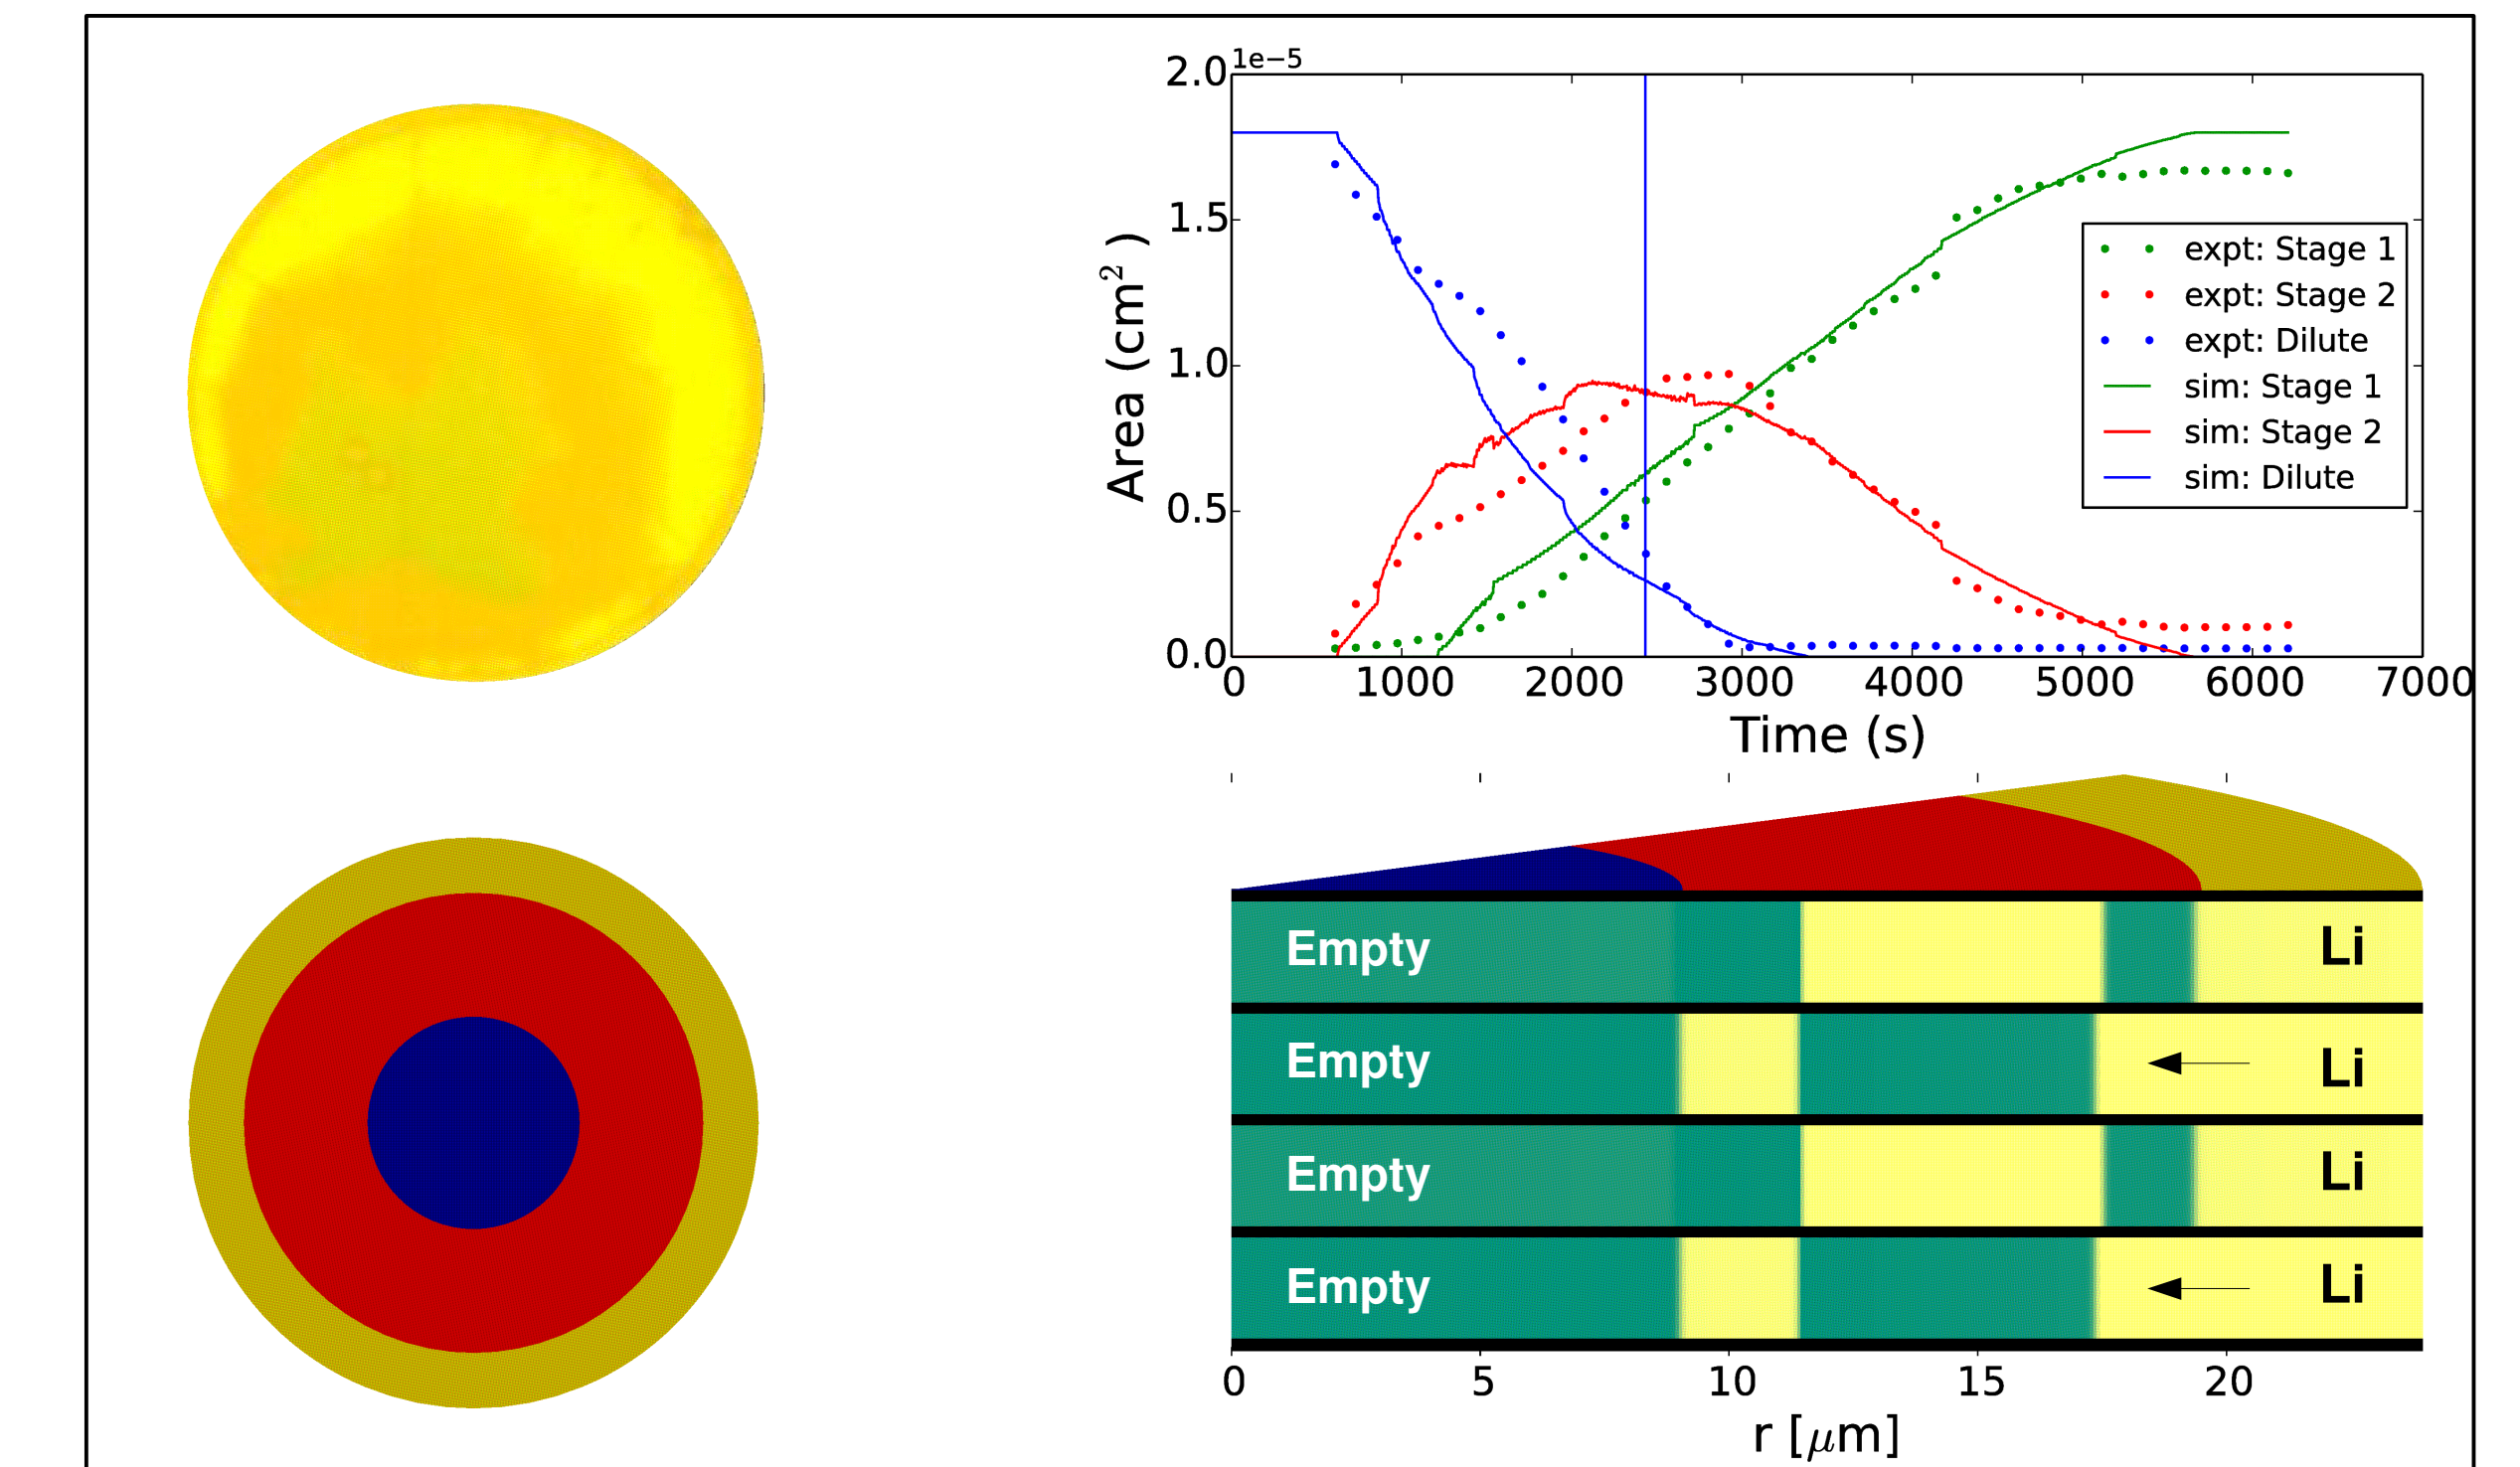 1e−5
2.0
1.5
1.0
0.5
0.0
Area (cm²)
0 1000 2000 3000 4000 5000 6000 7000
Time (s)
expt: Stage 1
expt: Stage 2
expt: Dilute
sim: Stage 1
sim: Stage 2
sim: Dilute
Empty Li
Empty Li
Empty Li
Empty Li
0 5 10 15 20
r [μm]